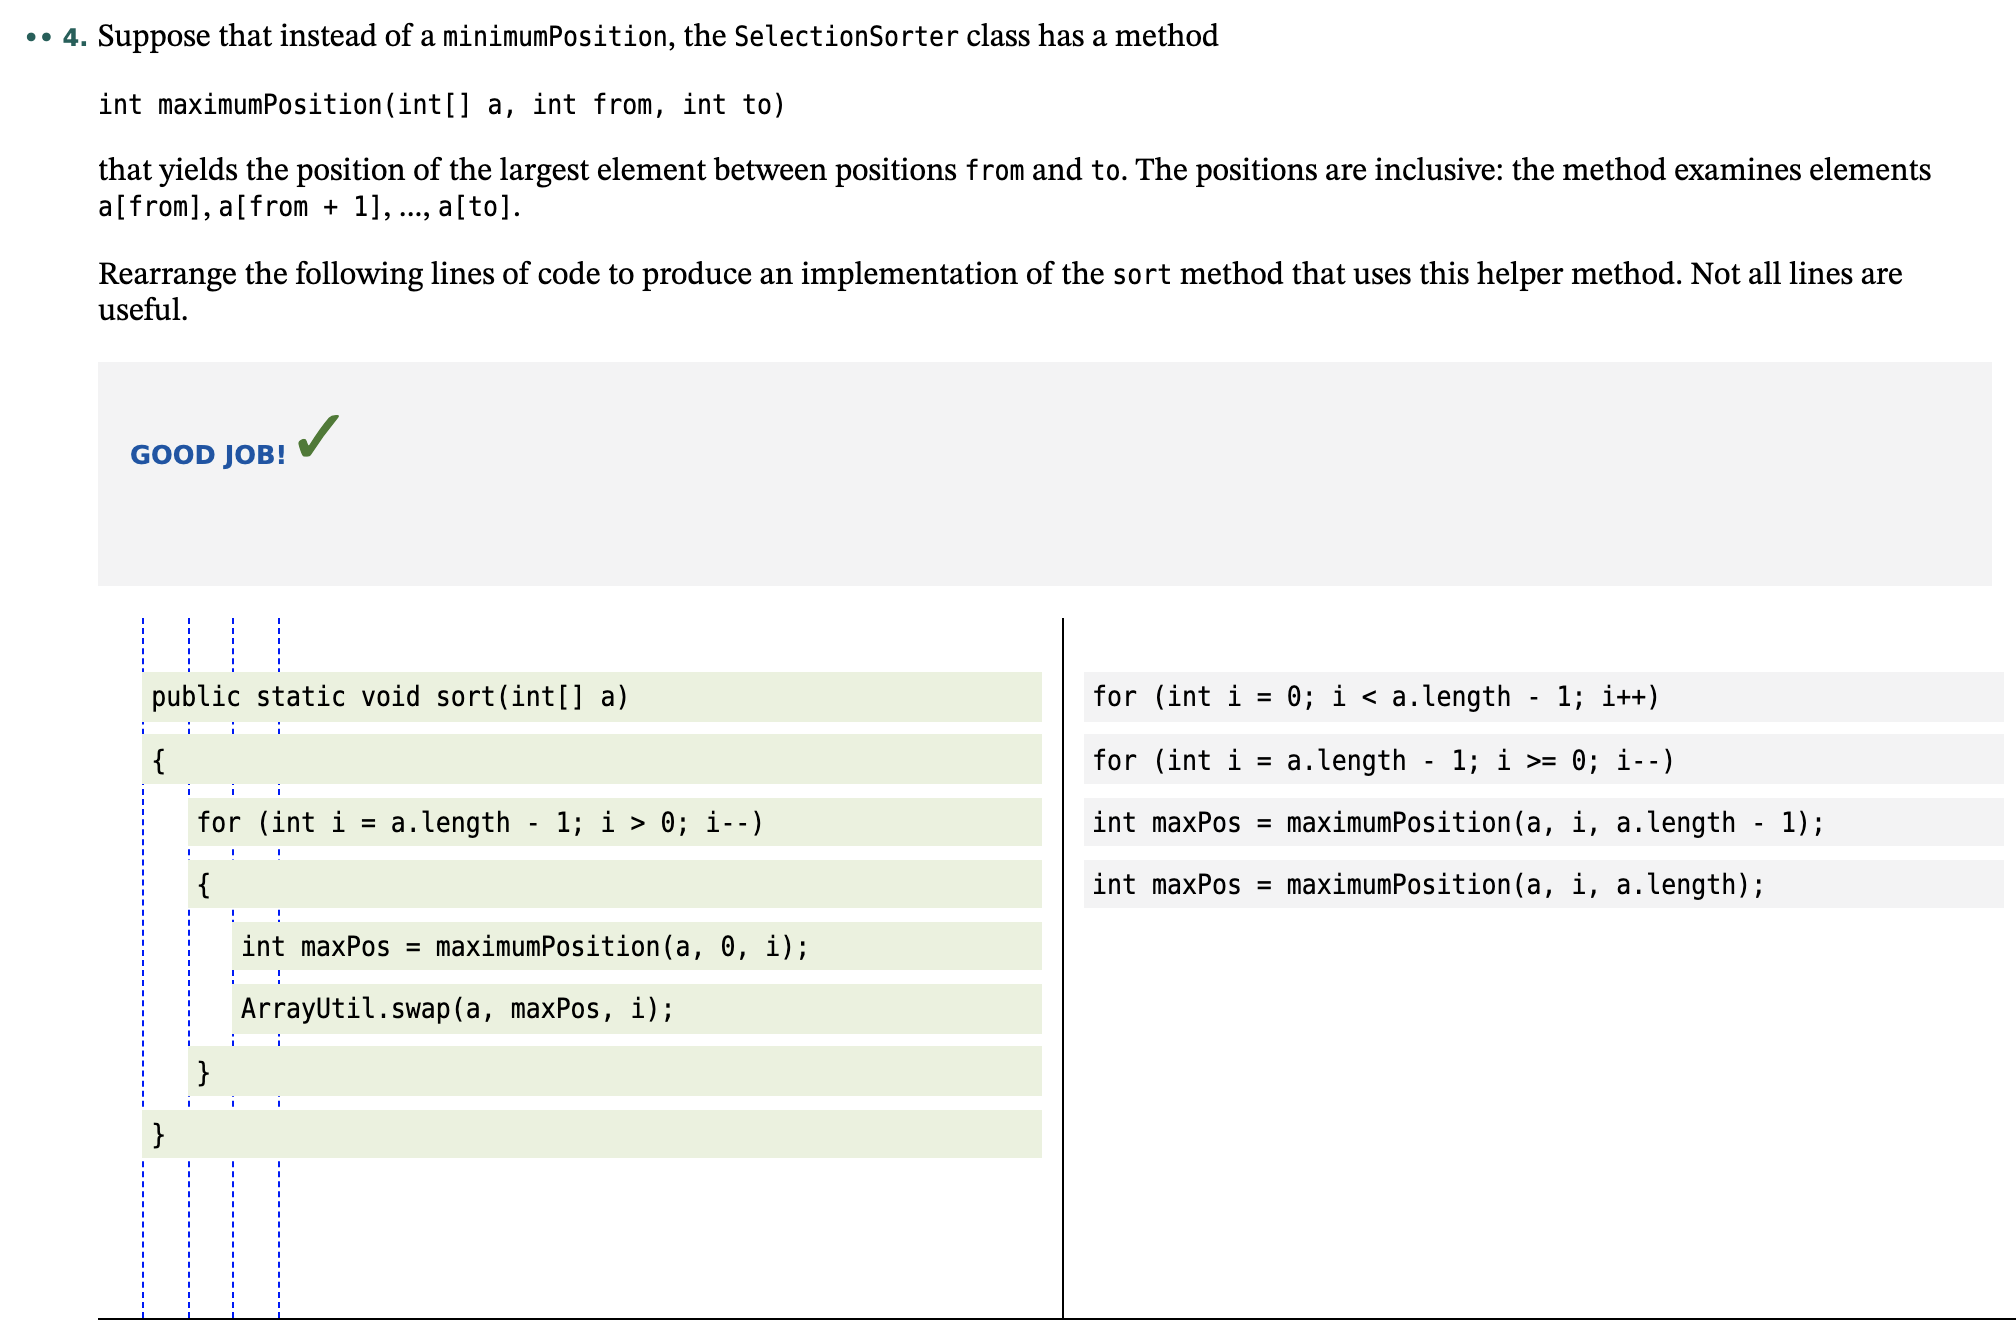 •• 4. Suppose that instead of a minimumPosition, the SelectionSorter class has a method
int maximumPosition(int[] a, int from, int to)
that yields the position of the largest element between positions from and to. The positions are inclusive: the method examines elements
a[from], a[from + 1], ..., a[to].
Rearrange the following lines of code to produce an implementation of the sort method that uses this helper method. Not all lines are
useful.
GOOD JOB! ✓
public static void sort(int[] a)
{
for (int i = a.length - 1; i > 0; i--)
{
int maxPos = maximumPosition(a, 0, i);
ArrayUtil.swap(a, maxPos, i);
}
}
for (int i = 0; i < a.length - 1; i++)
for (int i = a.length - 1; i >= 0; i--)
int maxPos = maximumPosition(a, i, a.length - 1);
int maxPos = maximumPosition(a, i, a.length);